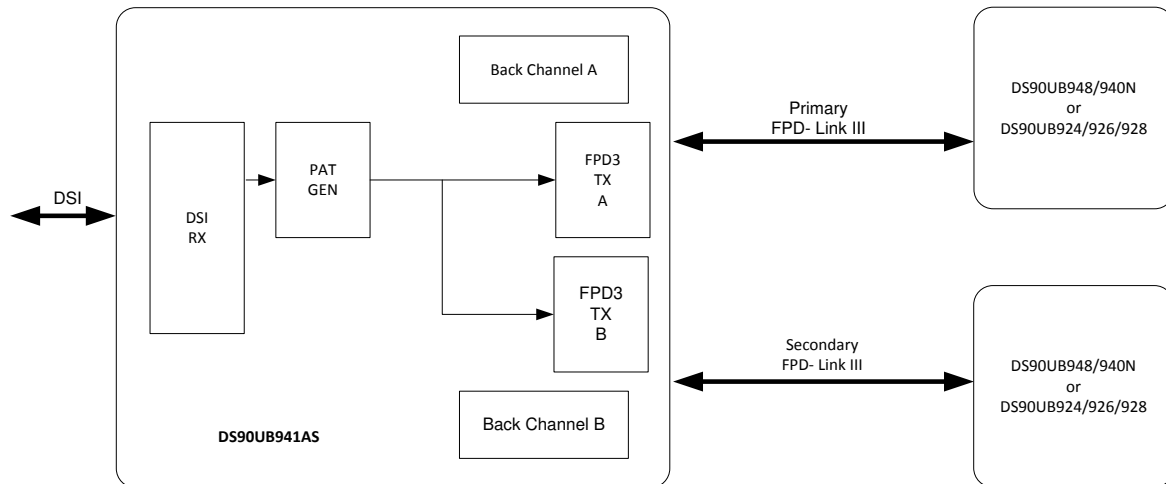 DSI
DSI
RX
PAT
GEN
Back Channel A
FPD3
TX
A
FPD3
TX
B
Back Channel B
DS90UB941AS
Primary
FPD- Link III
DS90UB948/940N
or
DS90UB924/926/928
Secondary
FPD- Link III
DS90UB948/940N
or
DS90UB924/926/928